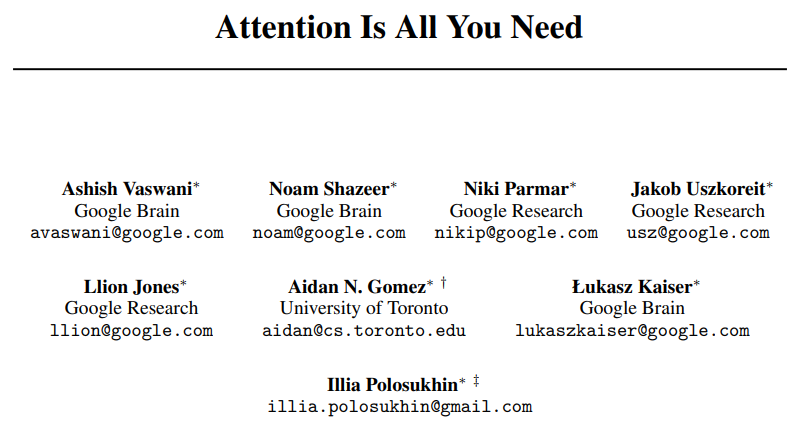 Attention Is All You Need
Ashish Vaswani* Noam Shazeer* Niki Parmar* Jakob Uszkoreit*
Google Brain Google Brain Google Research Google Research
avaswani@google.com noam@google.com nikip@google.com usz@google.com
Llion Jones* Aidan N. Gomez* † Łukasz Kaiser*
Google Research University of Toronto Google Brain
llion@google.com aidan@cs.toronto.edu lukaszkaiser@google.com
Illia Polosukhin* ‡
illia.polosukhin@gmail.com